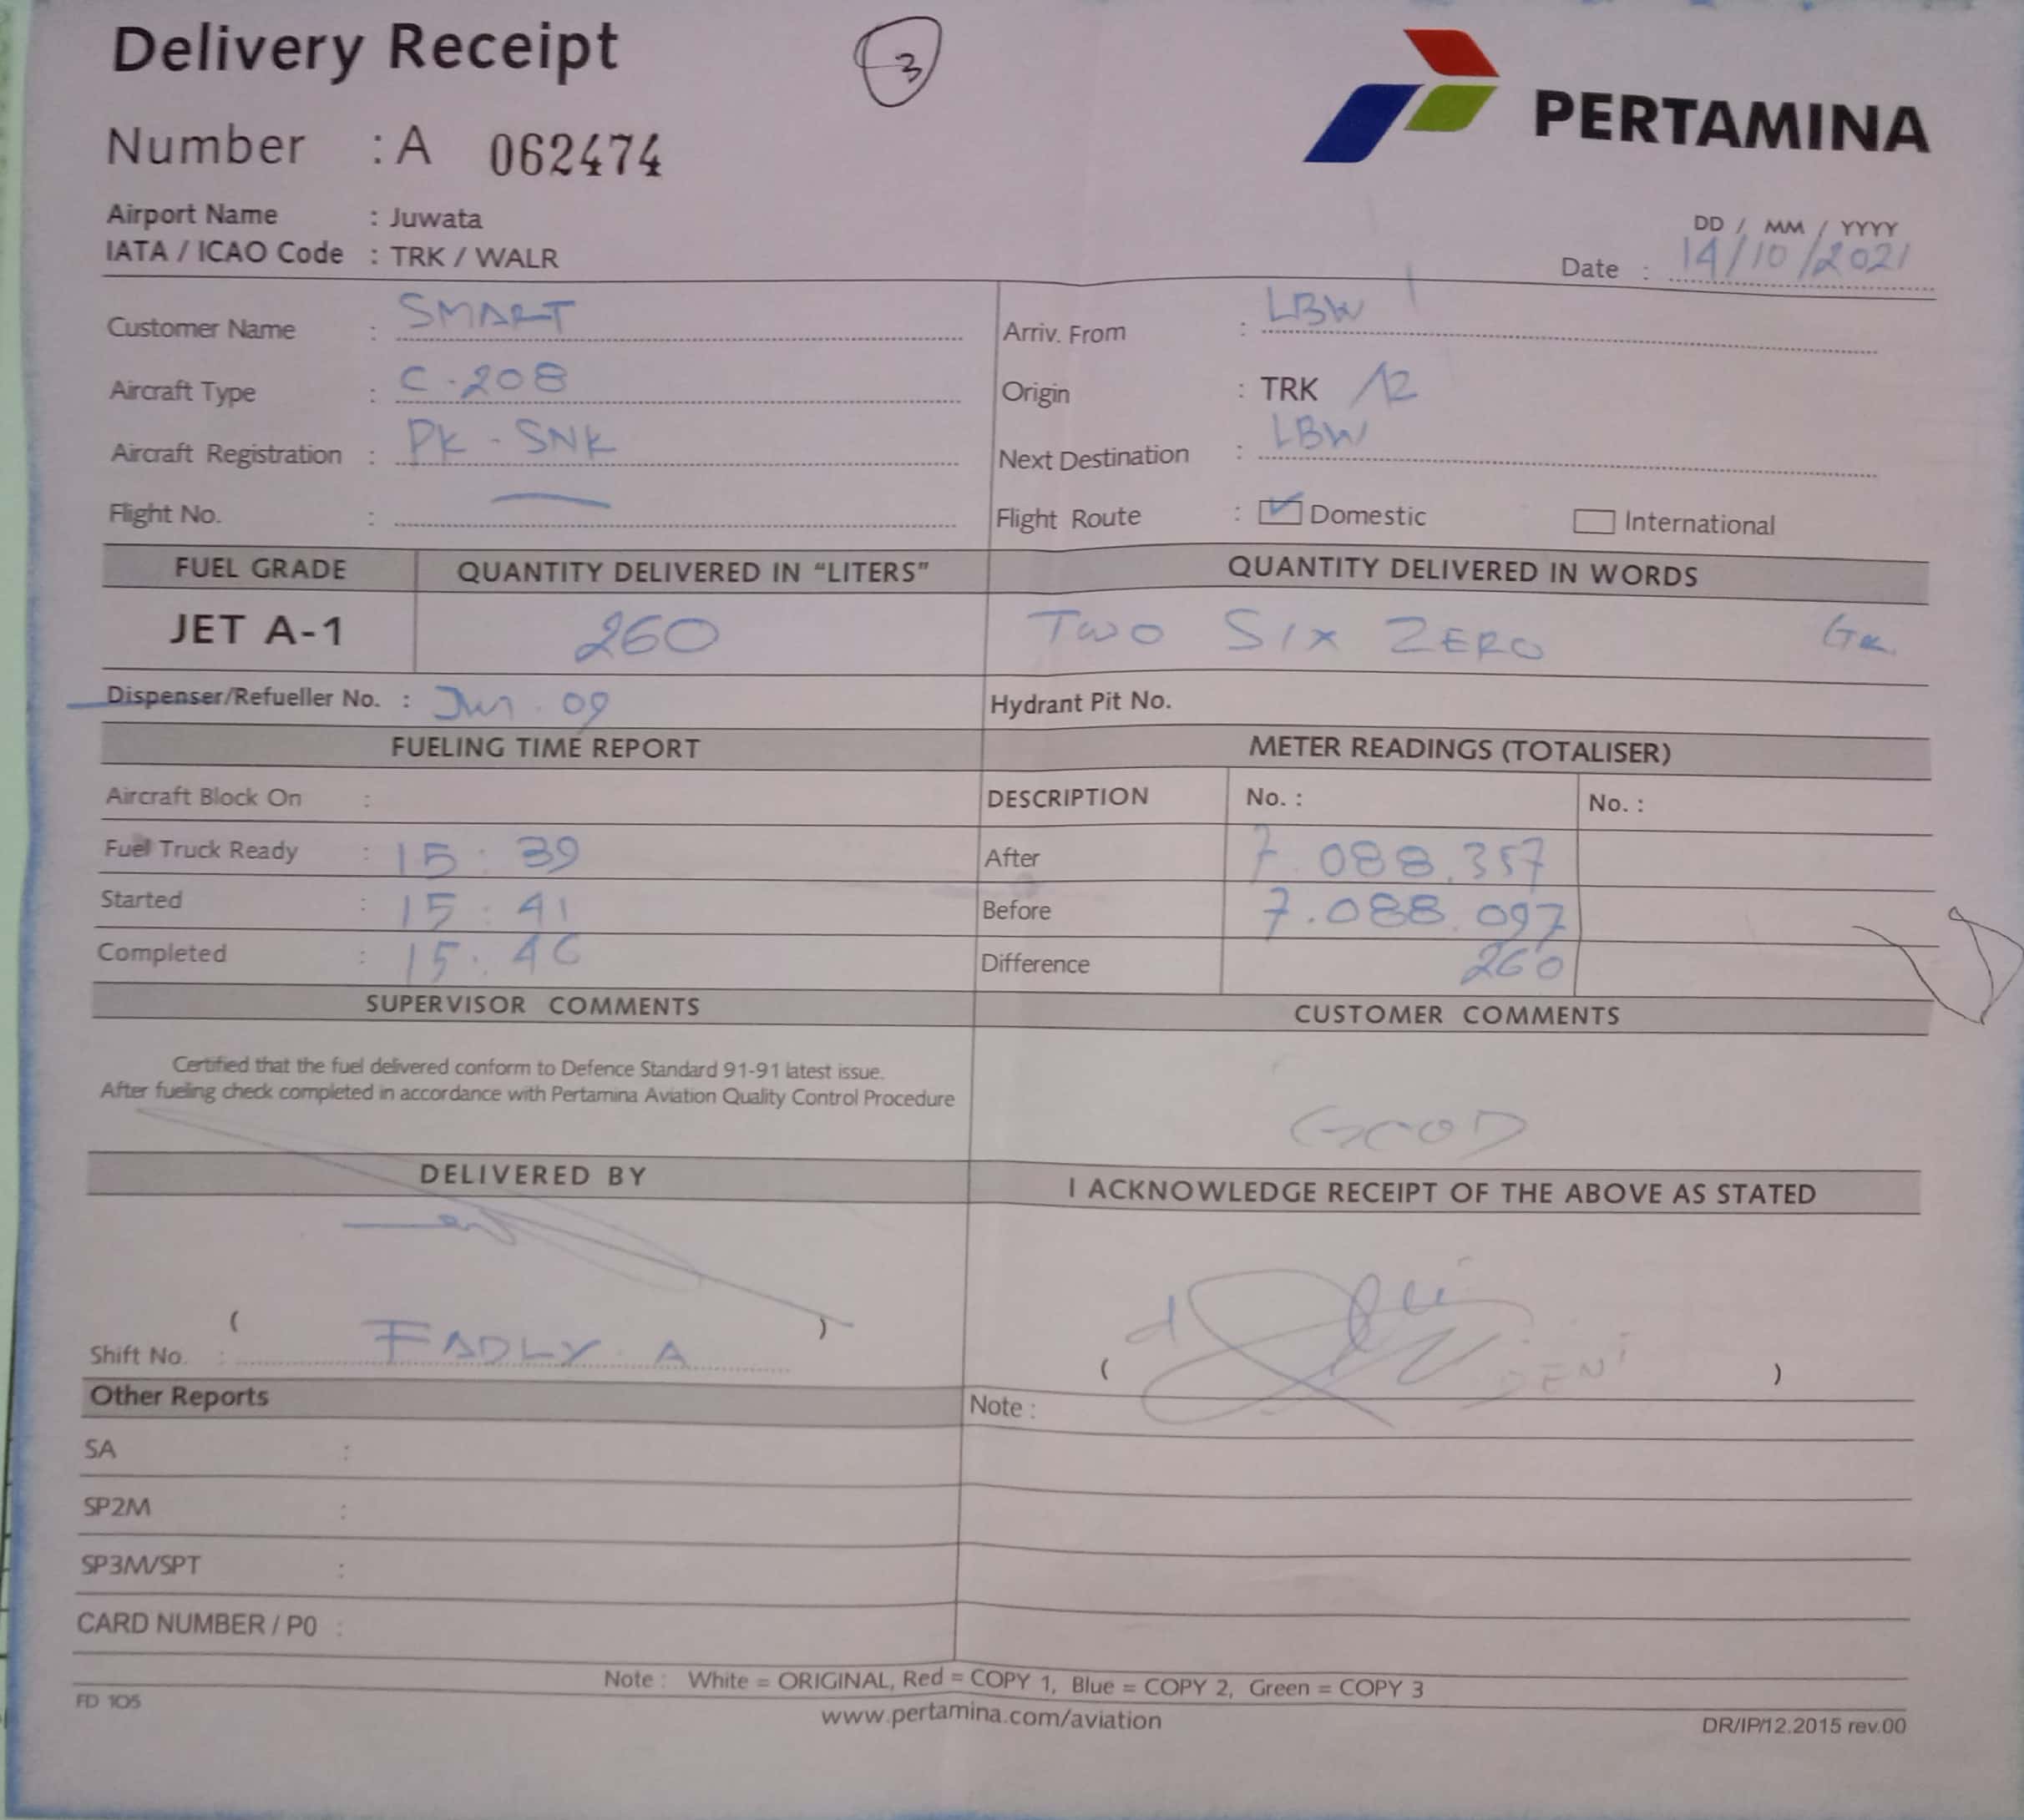 Delivery Receipt
3
PERTAMINA
Number : A 062474
Airport Name : Juwata
IATA / ICAO Code : TRK / WALR
DD / MM / YYYY
Date : 14/10/2021
Customer Name : SMART
Arriv. From : LBW
Aircraft Type : C-208
Origin : TRK 12
Aircraft Registration : PK - SNK
Next Destination : LBW
Flight No. : —
Flight Route : Domestic International
FUEL GRADE QUANTITY DELIVERED IN "LITERS" QUANTITY DELIVERED IN WORDS
JET A-1 260 TWO SIX ZERO
Dispenser/Refueller No. : 09
Hydrant Pit No.
FUELING TIME REPORT METER READINGS (TOTALISER)
Aircraft Block On :
DESCRIPTION No. : No. :
Fuel Truck Ready : 15 : 39
After 7.088.357
Started : 15 : 41
Before 7.088.097
Completed : 15 : 46
Difference 260
SUPERVISOR COMMENTS CUSTOMER COMMENTS
Certified that the fuel delivered conform to Defence Standard 91-91 latest issue.
After fueling check completed in accordance with Pertamina Aviation Quality Control Procedure
GOOD
DELIVERED BY I ACKNOWLEDGE RECEIPT OF THE ABOVE AS STATED
( )
Shift No. : FADLY . A
( DENI )
Other Reports
Note :
SA :
SP2M :
SP3M/SPT :
CARD NUMBER / P0 :
Note : White = ORIGINAL, Red = COPY 1, Blue = COPY 2, Green = COPY 3
FD 105
www.pertamina.com/aviation
DR/IP/12.2015 rev.00